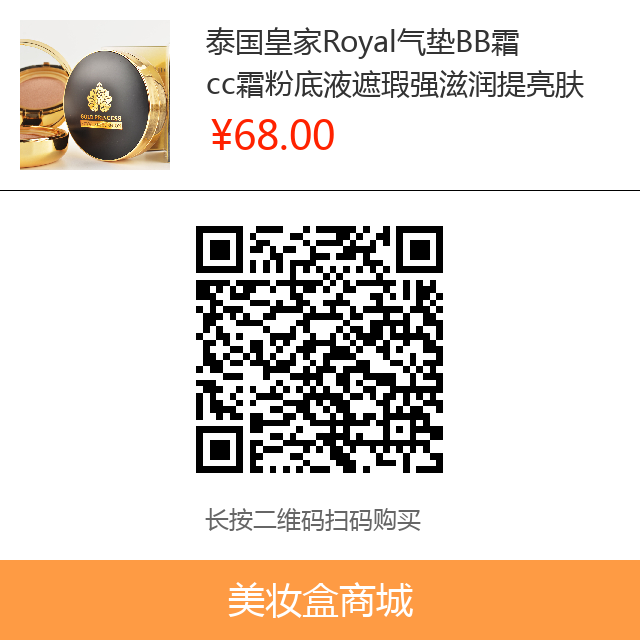 泰国皇家Royal气垫BB霜
cc霜粉底液遮瑕强滋润提亮肤
¥68.00
GOLD PRINCESS
长按二维码扫码购买
美妆盒商城